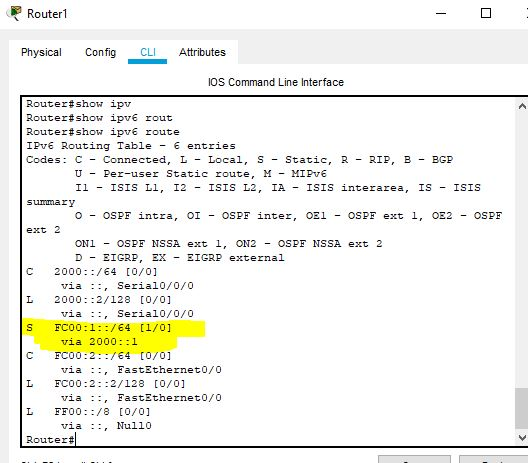 Router1
Physical Config CLI Attributes
IOS Command Line Interface
Router#show ipv
Router#show ipv6 rout
Router#show ipv6 route
IPv6 Routing Table - 6 entries
Codes: C - Connected, L - Local, S - Static, R - RIP, B - BGP
U - Per-user Static route, M - MIPv6
I1 - ISIS L1, I2 - ISIS L2, IA - ISIS interarea, IS - ISIS
summary
O - OSPF intra, OI - OSPF inter, OE1 - OSPF ext 1, OE2 - OSPF
ext 2
ON1 - OSPF NSSA ext 1, ON2 - OSPF NSSA ext 2
D - EIGRP, EX - EIGRP external
C 2000::/64 [0/0]
via ::, Serial0/0/0
L 2000::2/128 [0/0]
via ::, Serial0/0/0
S FC00:1::/64 [1/0]
via 2000::1
C FC00:2::/64 [0/0]
via ::, FastEthernet0/0
L FC00:2::2/128 [0/0]
via ::, FastEthernet0/0
L FF00::/8 [0/0]
via ::, Null0
Router#